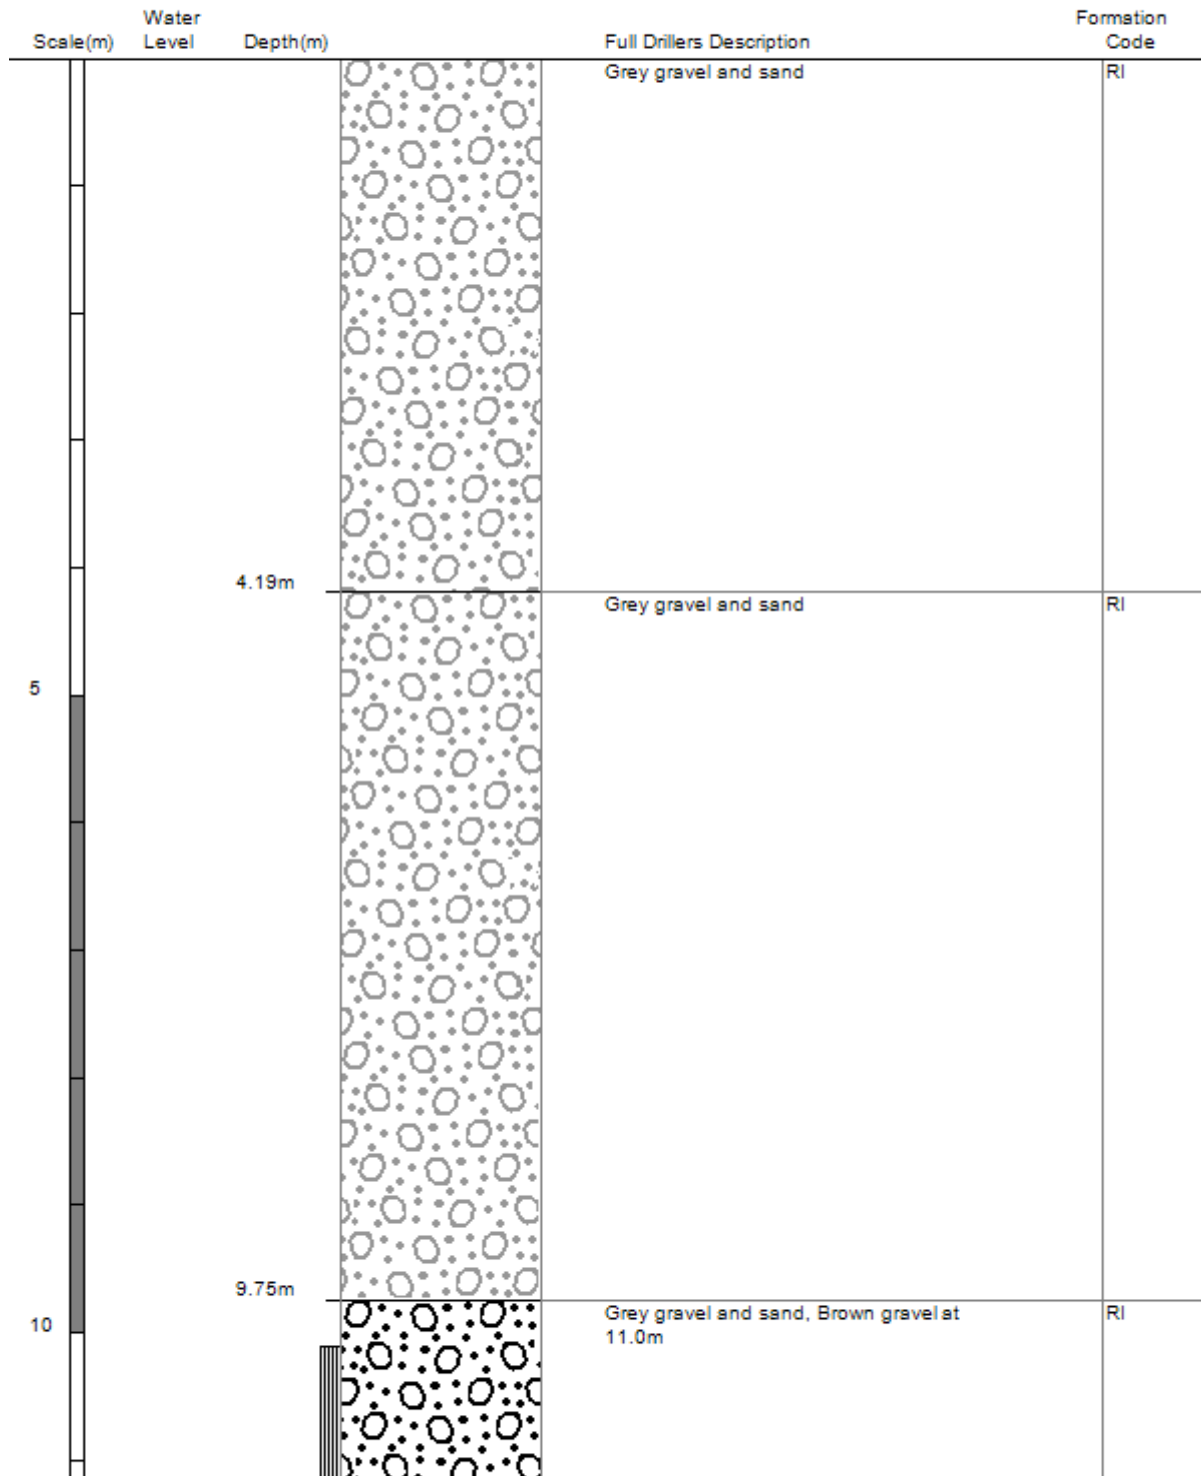 Water
Formation
Scale(m) Level Depth(m) Full Drillers Description Code
Grey gravel and sand RI
4.19m
Grey gravel and sand RI
5
9.75m
Grey gravel and sand, Brown gravel at RI
10
11.0m